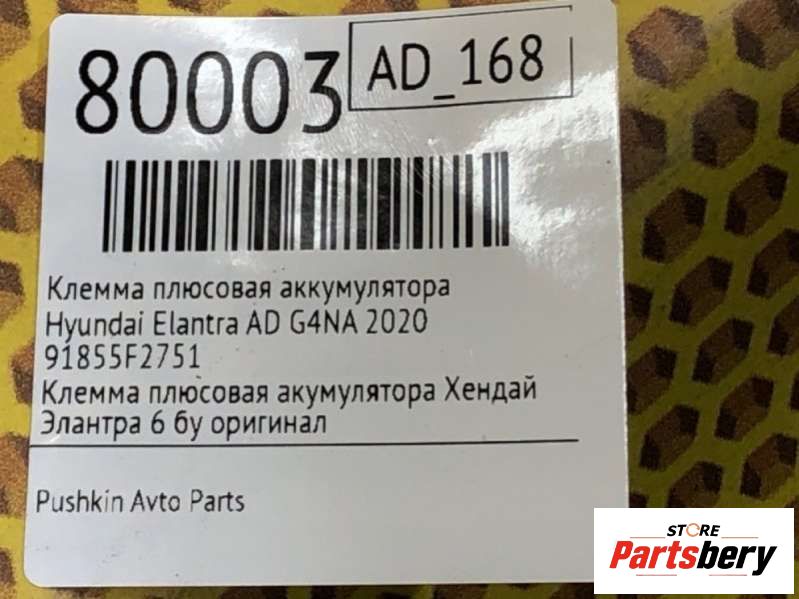 80003
AD_168
Клемма плюсовая аккумулятора
Hyundai Elantra AD G4NA 2020
91855F2751
Клемма плюсовая акумулятора Хендай
Элантра 6 бу оригинал
Pushkin Avto Parts
STORE
Partsbery